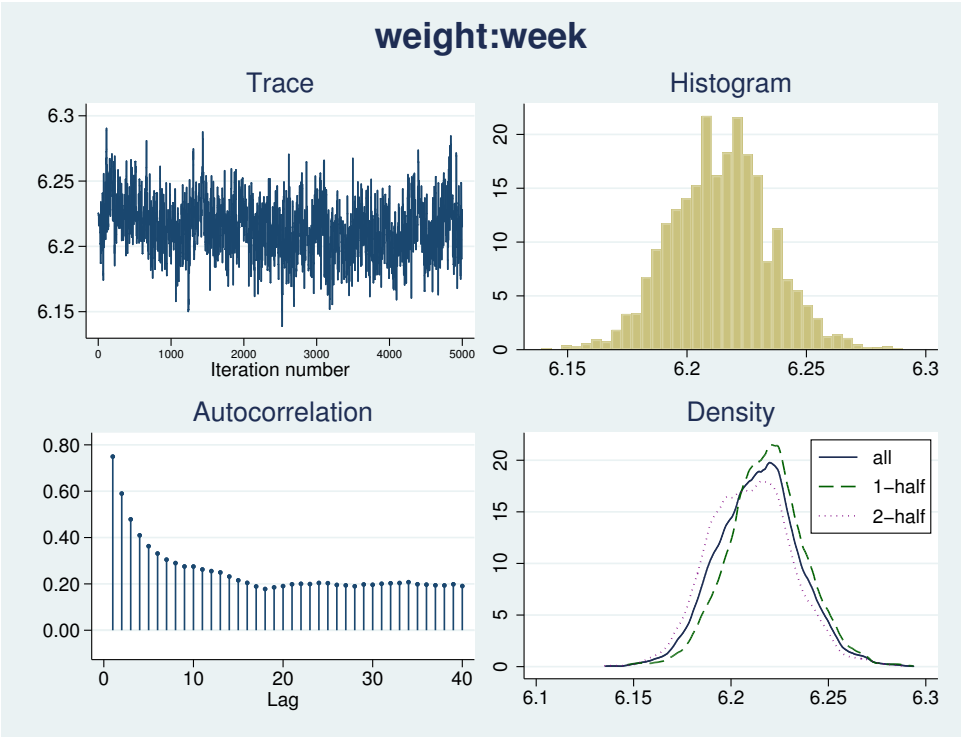 weight:week
Trace
6.3
6.25
6.2
6.15
0 1000 2000 3000 4000 5000
Iteration number
Histogram
20
15
10
5
0
6.15 6.2 6.25 6.3
Autocorrelation
0.80
0.60
0.40
0.20
0.00
0 10 20 30 40
Lag
Density
20
15
10
5
0
6.1 6.15 6.2 6.25 6.3
all
1−half
2−half